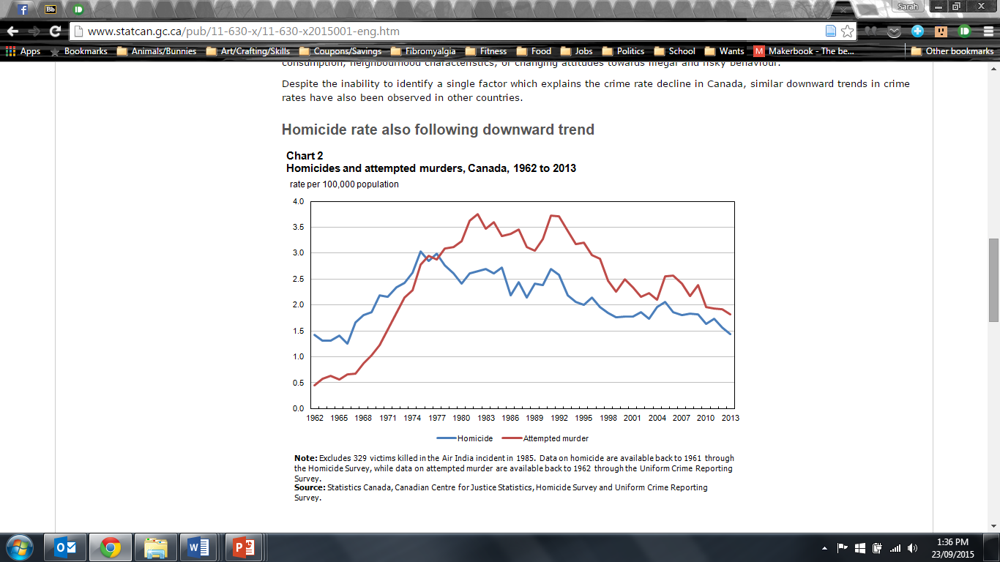 Sarah
f
Bb
www.statcan.gc.ca/pub/11-630-x/11-630-x2015001-eng.htm
Apps Bookmarks Animals/Bunnies Art/Crafting/Skills Coupons/Savings Fibromyalgia Fitness Food Jobs Politics School Wants M Makerbook - The be... Other bookmarks
consumption, neighbourhood characteristics, or changing attitudes towards illegal and risky behaviour.
Despite the inability to identify a single factor which explains the crime rate decline in Canada, similar downward trends in crime
rates have also been observed in other countries.
Homicide rate also following downward trend
Chart 2
Homicides and attempted murders, Canada, 1962 to 2013
rate per 100,000 population
4.0
3.5
3.0
2.5
2.0
1.5
1.0
0.5
0.0
1962 1965 1968 1971 1974 1977 1980 1983 1986 1989 1992 1995 1998 2001 2004 2007 2010 2013
Homicide Attempted murder
Note: Excludes 329 victims killed in the Air India incident in 1985. Data on homicide are available back to 1961 through
the Homicide Survey, while data on attempted murder are available back to 1962 through the Uniform Crime Reporting
Survey.
Source: Statistics Canada, Canadian Centre for Justice Statistics, Homicide Survey and Uniform Crime Reporting
Survey.
1:36 PM
23/09/2015